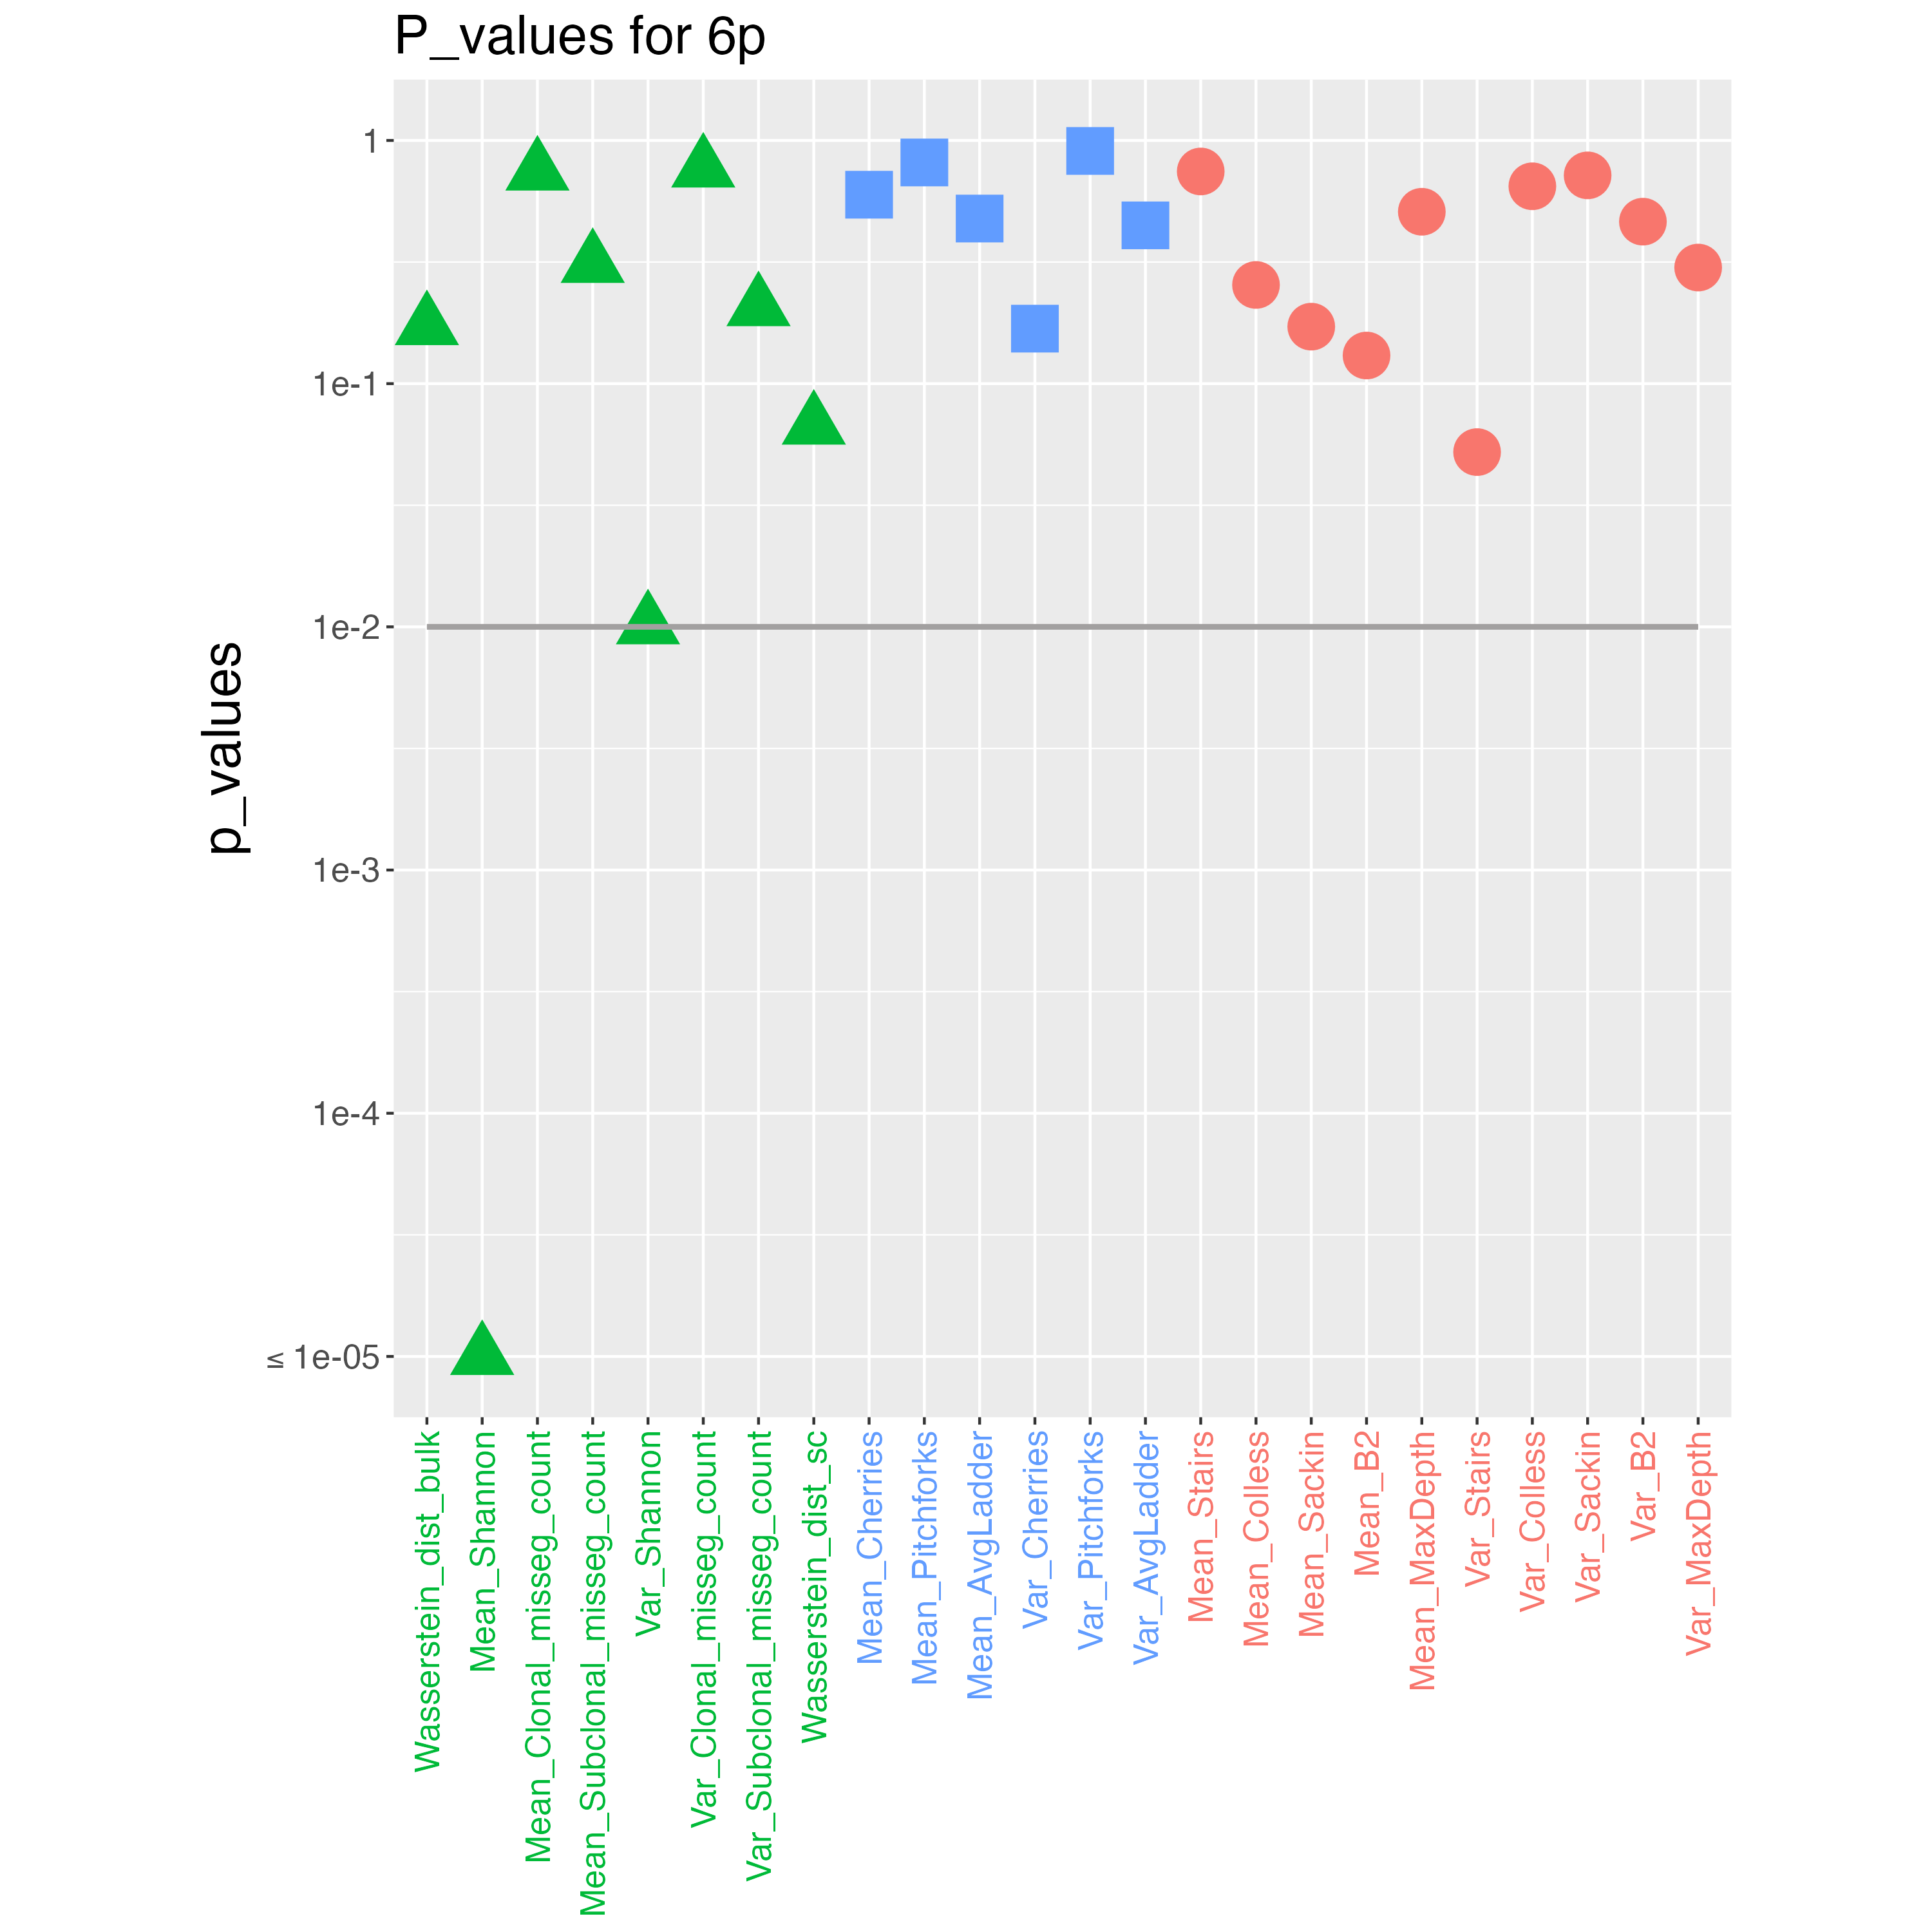 P_values for 6p
p_values
1
1e-1
1e-2
1e-3
1e-4
≤ 1e-05
Wasserstein_dist_bulk
Mean_Shannon
Mean_Clonal_misseg_count
Mean_Subclonal_misseg_count
Var_Shannon
Var_Clonal_misseg_count
Var_Subclonal_misseg_count
Wasserstein_dist_sc
Mean_Cherries
Mean_Pitchforks
Mean_AvgLadder
Var_Cherries
Var_Pitchforks
Var_AvgLadder
Mean_Stairs
Mean_Colless
Mean_Sackin
Mean_B2
Mean_MaxDepth
Var_Stairs
Var_Colless
Var_Sackin
Var_B2
Var_MaxDepth